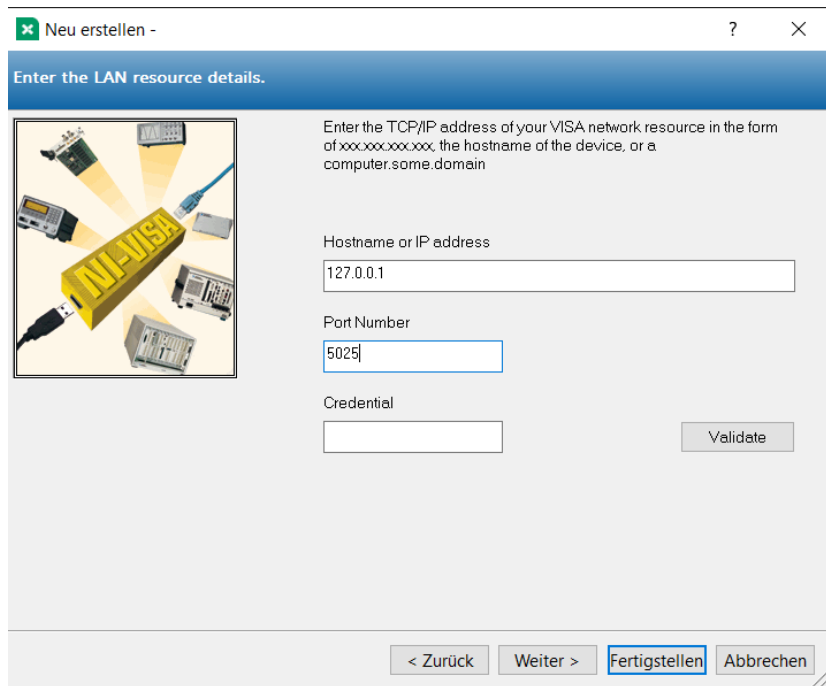 Neu erstellen -
?
Enter the LAN resource details.
Enter the TCP/IP address of your VISA network resource in the form
of xxx.xxx.xxx.xxx, the hostname of the device, or a
computer.some.domain
NI-VISA
Hostname or IP address
127.0.0.1
Port Number
5025
Credential
Validate
< Zurück
Weiter >
Fertigstellen
Abbrechen